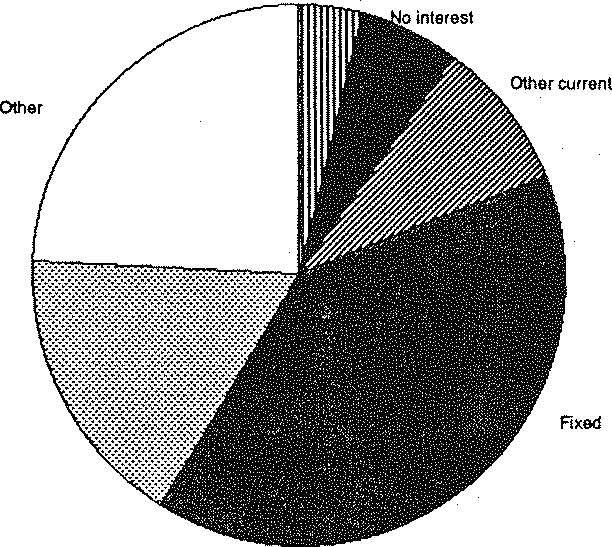 No interest
Other current
Other
Fixed